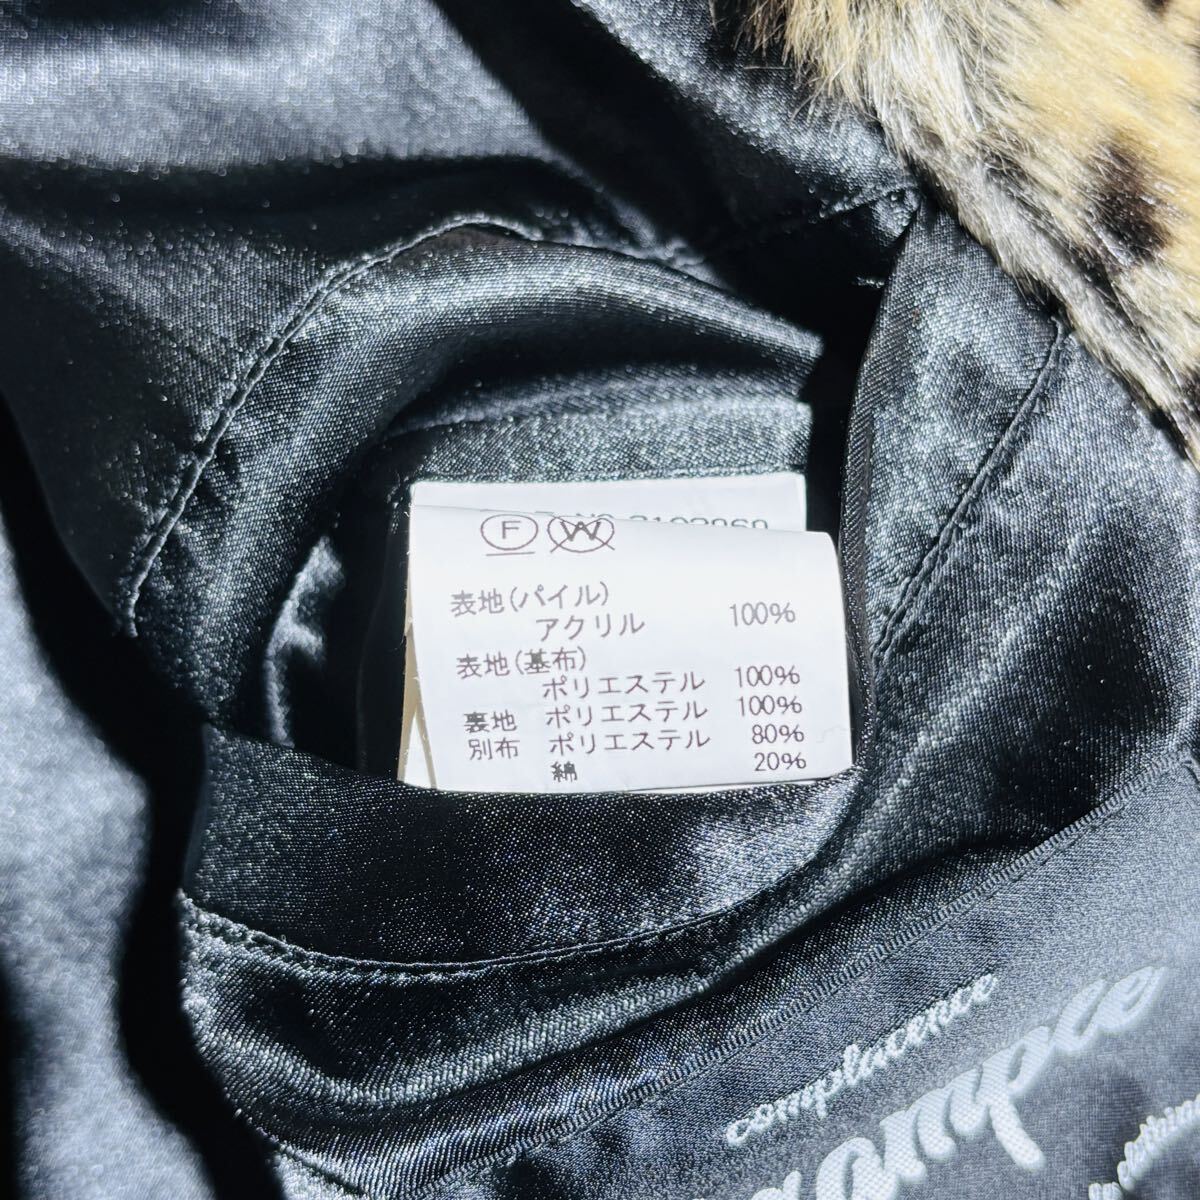 F W
表地(パイル)
アクリル 100%
表地(基布)
ポリエステル 100%
裏地 ポリエステル 100%
別布 ポリエステル 80%
綿 20%
complacence